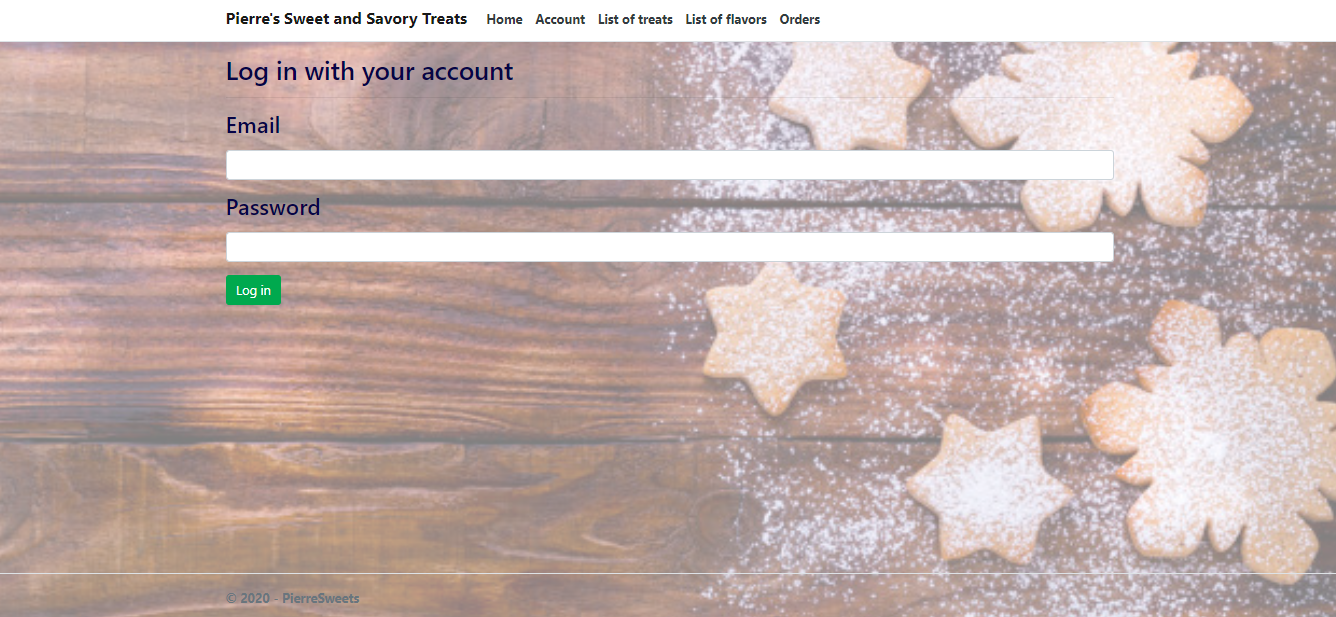 Pierre's Sweet and Savory Treats Home Account List of treats List of flavors Orders
Log in with your account
Email
Password
Log in
© 2020 - PierreSweets